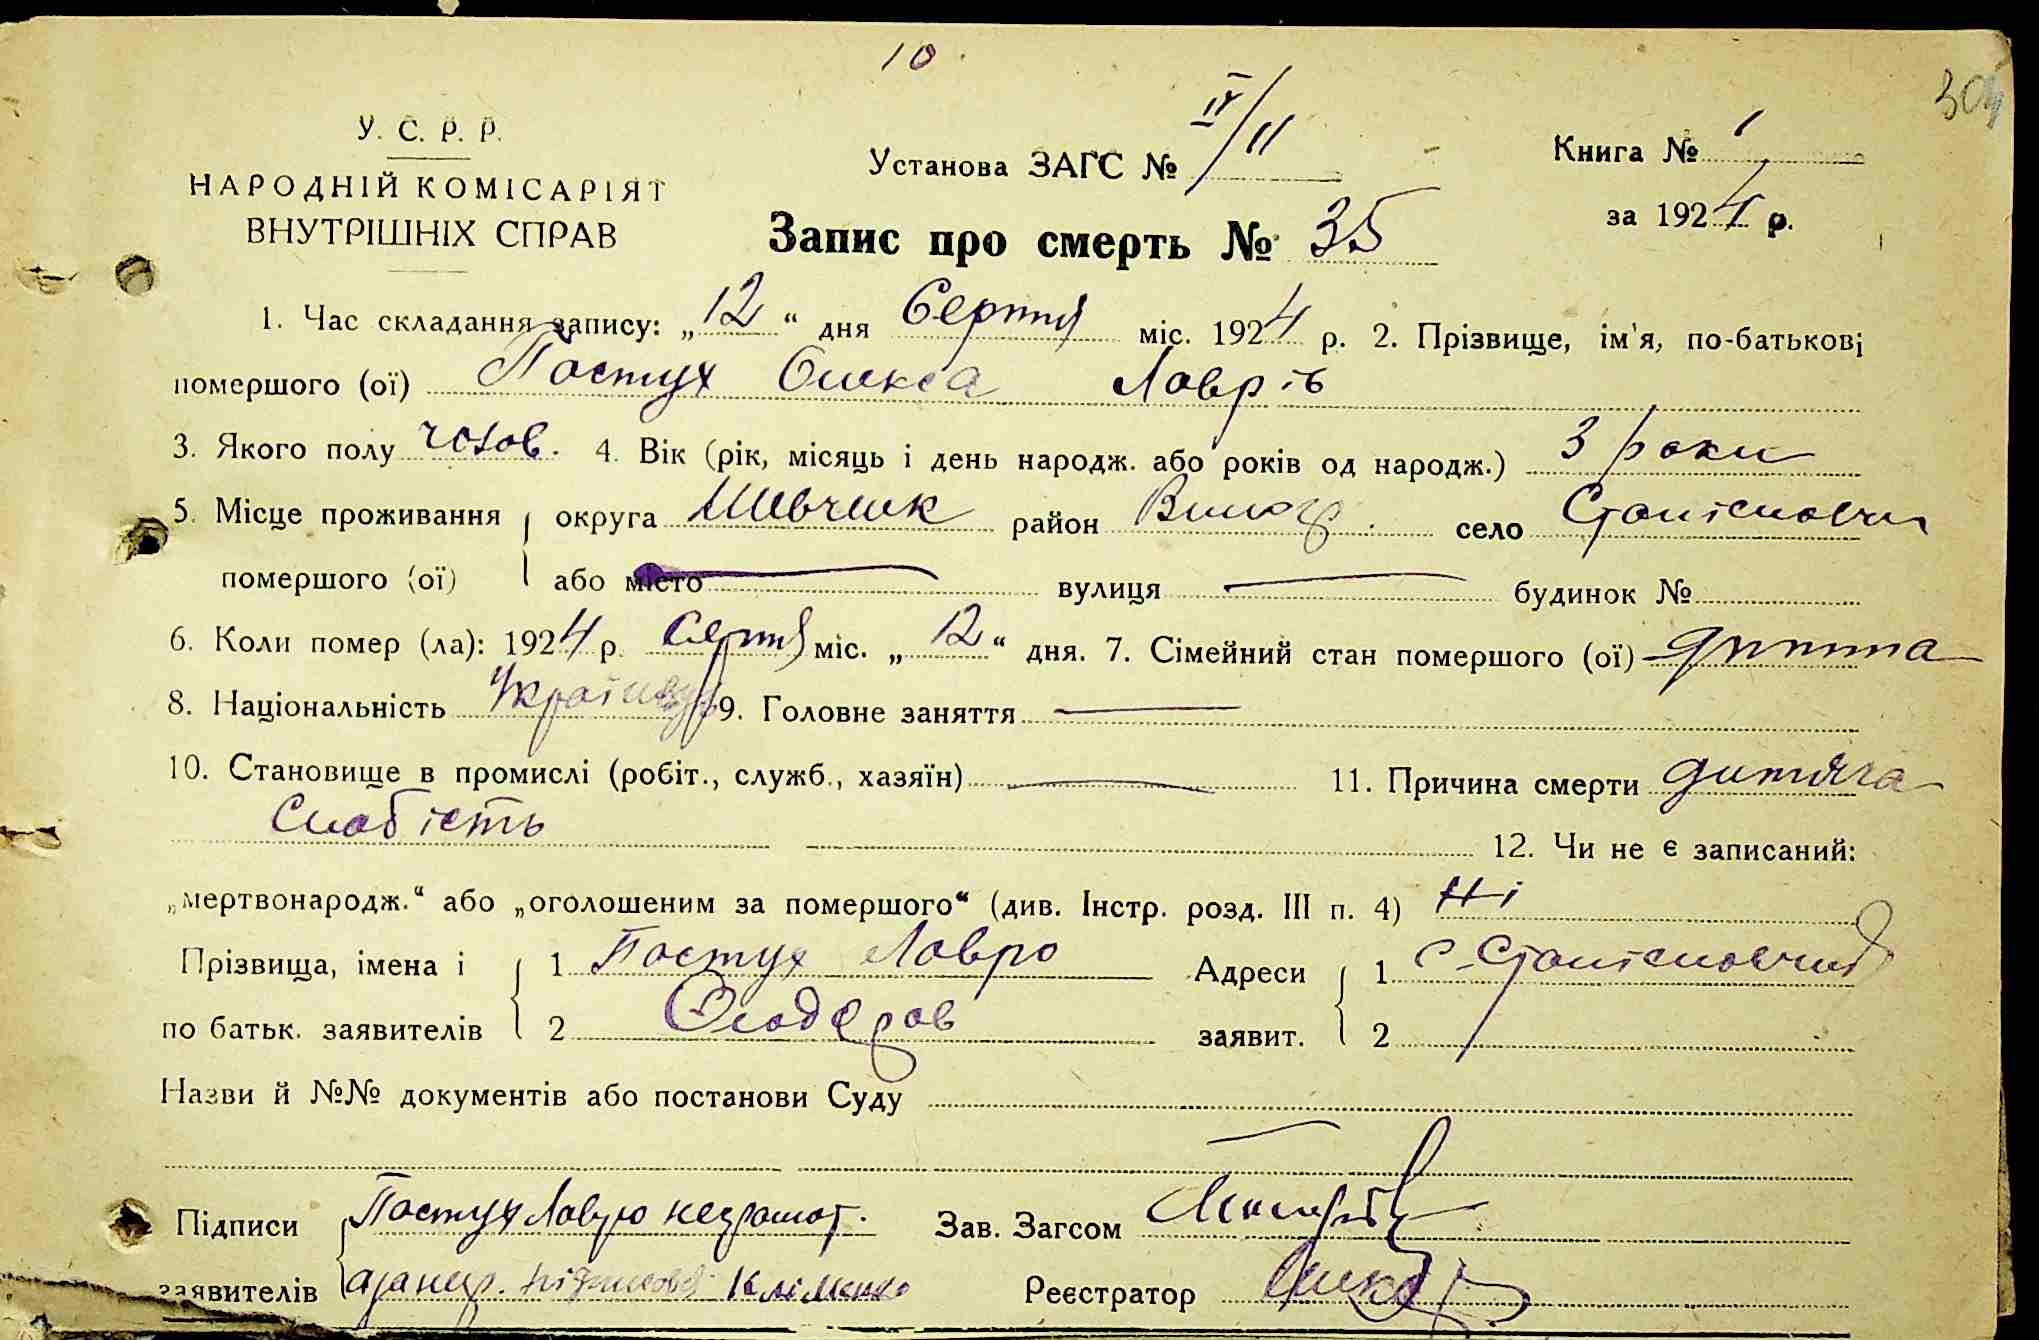 10.
304
У. С. Р. Р.
НАРОДНІЙ КОМІСАРІЯТ
ВНУТРІШНІХ СПРАВ
Установа ЗАГС № IV/11
Книга № 1
за 1924 р.
Запис про смерть № 35
1. Час складання запису: „12“ дня Серпня міс. 1924 р. 2. Прізвище, ім'я, по-батькові
помершого (ої) Пастух Олекса Лаврів
3. Якого полу чолов. 4. Вік (рік, місяць і день народж. або років од народж.) 3 роки
5. Місце проживання округа Шевченк район село Станіславчик
помершого (ої) або місто вулиця будинок №
6. Коли помер (ла): 1924 р. Серпня міс. „12“ дня. 7. Сімейний стан помершого (ої) дитина
8. Національність 9. Головне заняття
10. Становище в промислі (робіт., служб., хазяїн) 11. Причина смерти дитяча
Слабість
12. Чи не є записаний:
„мертвонародж.“ або „оголошеним за помершого“ (див. Інстр. розд. III п. 4) Ні
Прізвища, імена і 1 Пастух Лавро Адреси 1 с. Станіславчик
по батьк. заявителів 2 заявит. 2
Назви й №№ документів або постанови Суду
Підписи Пастух Лавро неграмот. Зав. Загсом
заявителів Кліменко Реєстратор